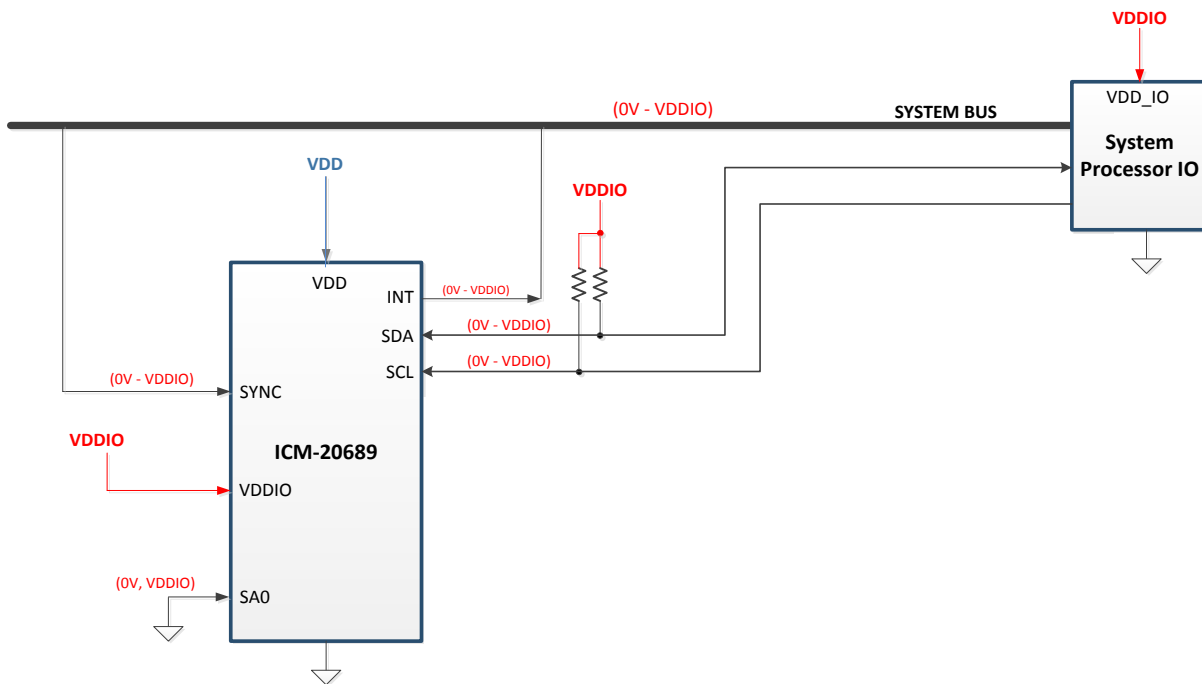 VDDIO
VDD_IO
(0V - VDDIO)
SYSTEM BUS
System
Processor IO
VDD
VDDIO
VDD
INT
(0V - VDDIO)
SDA
(0V - VDDIO)
SCL
(0V - VDDIO)
(0V - VDDIO)
SYNC
VDDIO
ICM-20689
VDDIO
(0V, VDDIO)
SA0